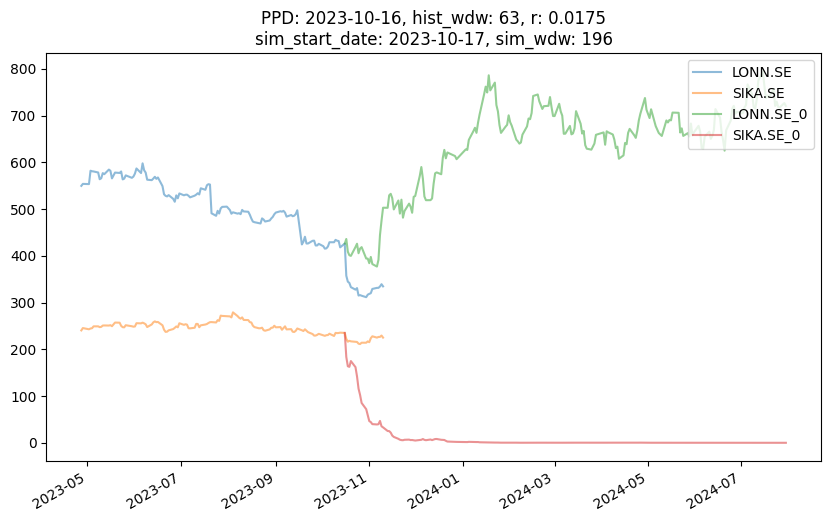 PPD: 2023-10-16, hist_wdw: 63, r: 0.0175
sim_start_date: 2023-10-17, sim_wdw: 196
LONN.SE
SIKA.SE
LONN.SE_0
SIKA.SE_0
800
700
600
500
400
300
200
100
0
2023-05
2023-07
2023-09
2023-11
2024-01
2024-03
2024-05
2024-07